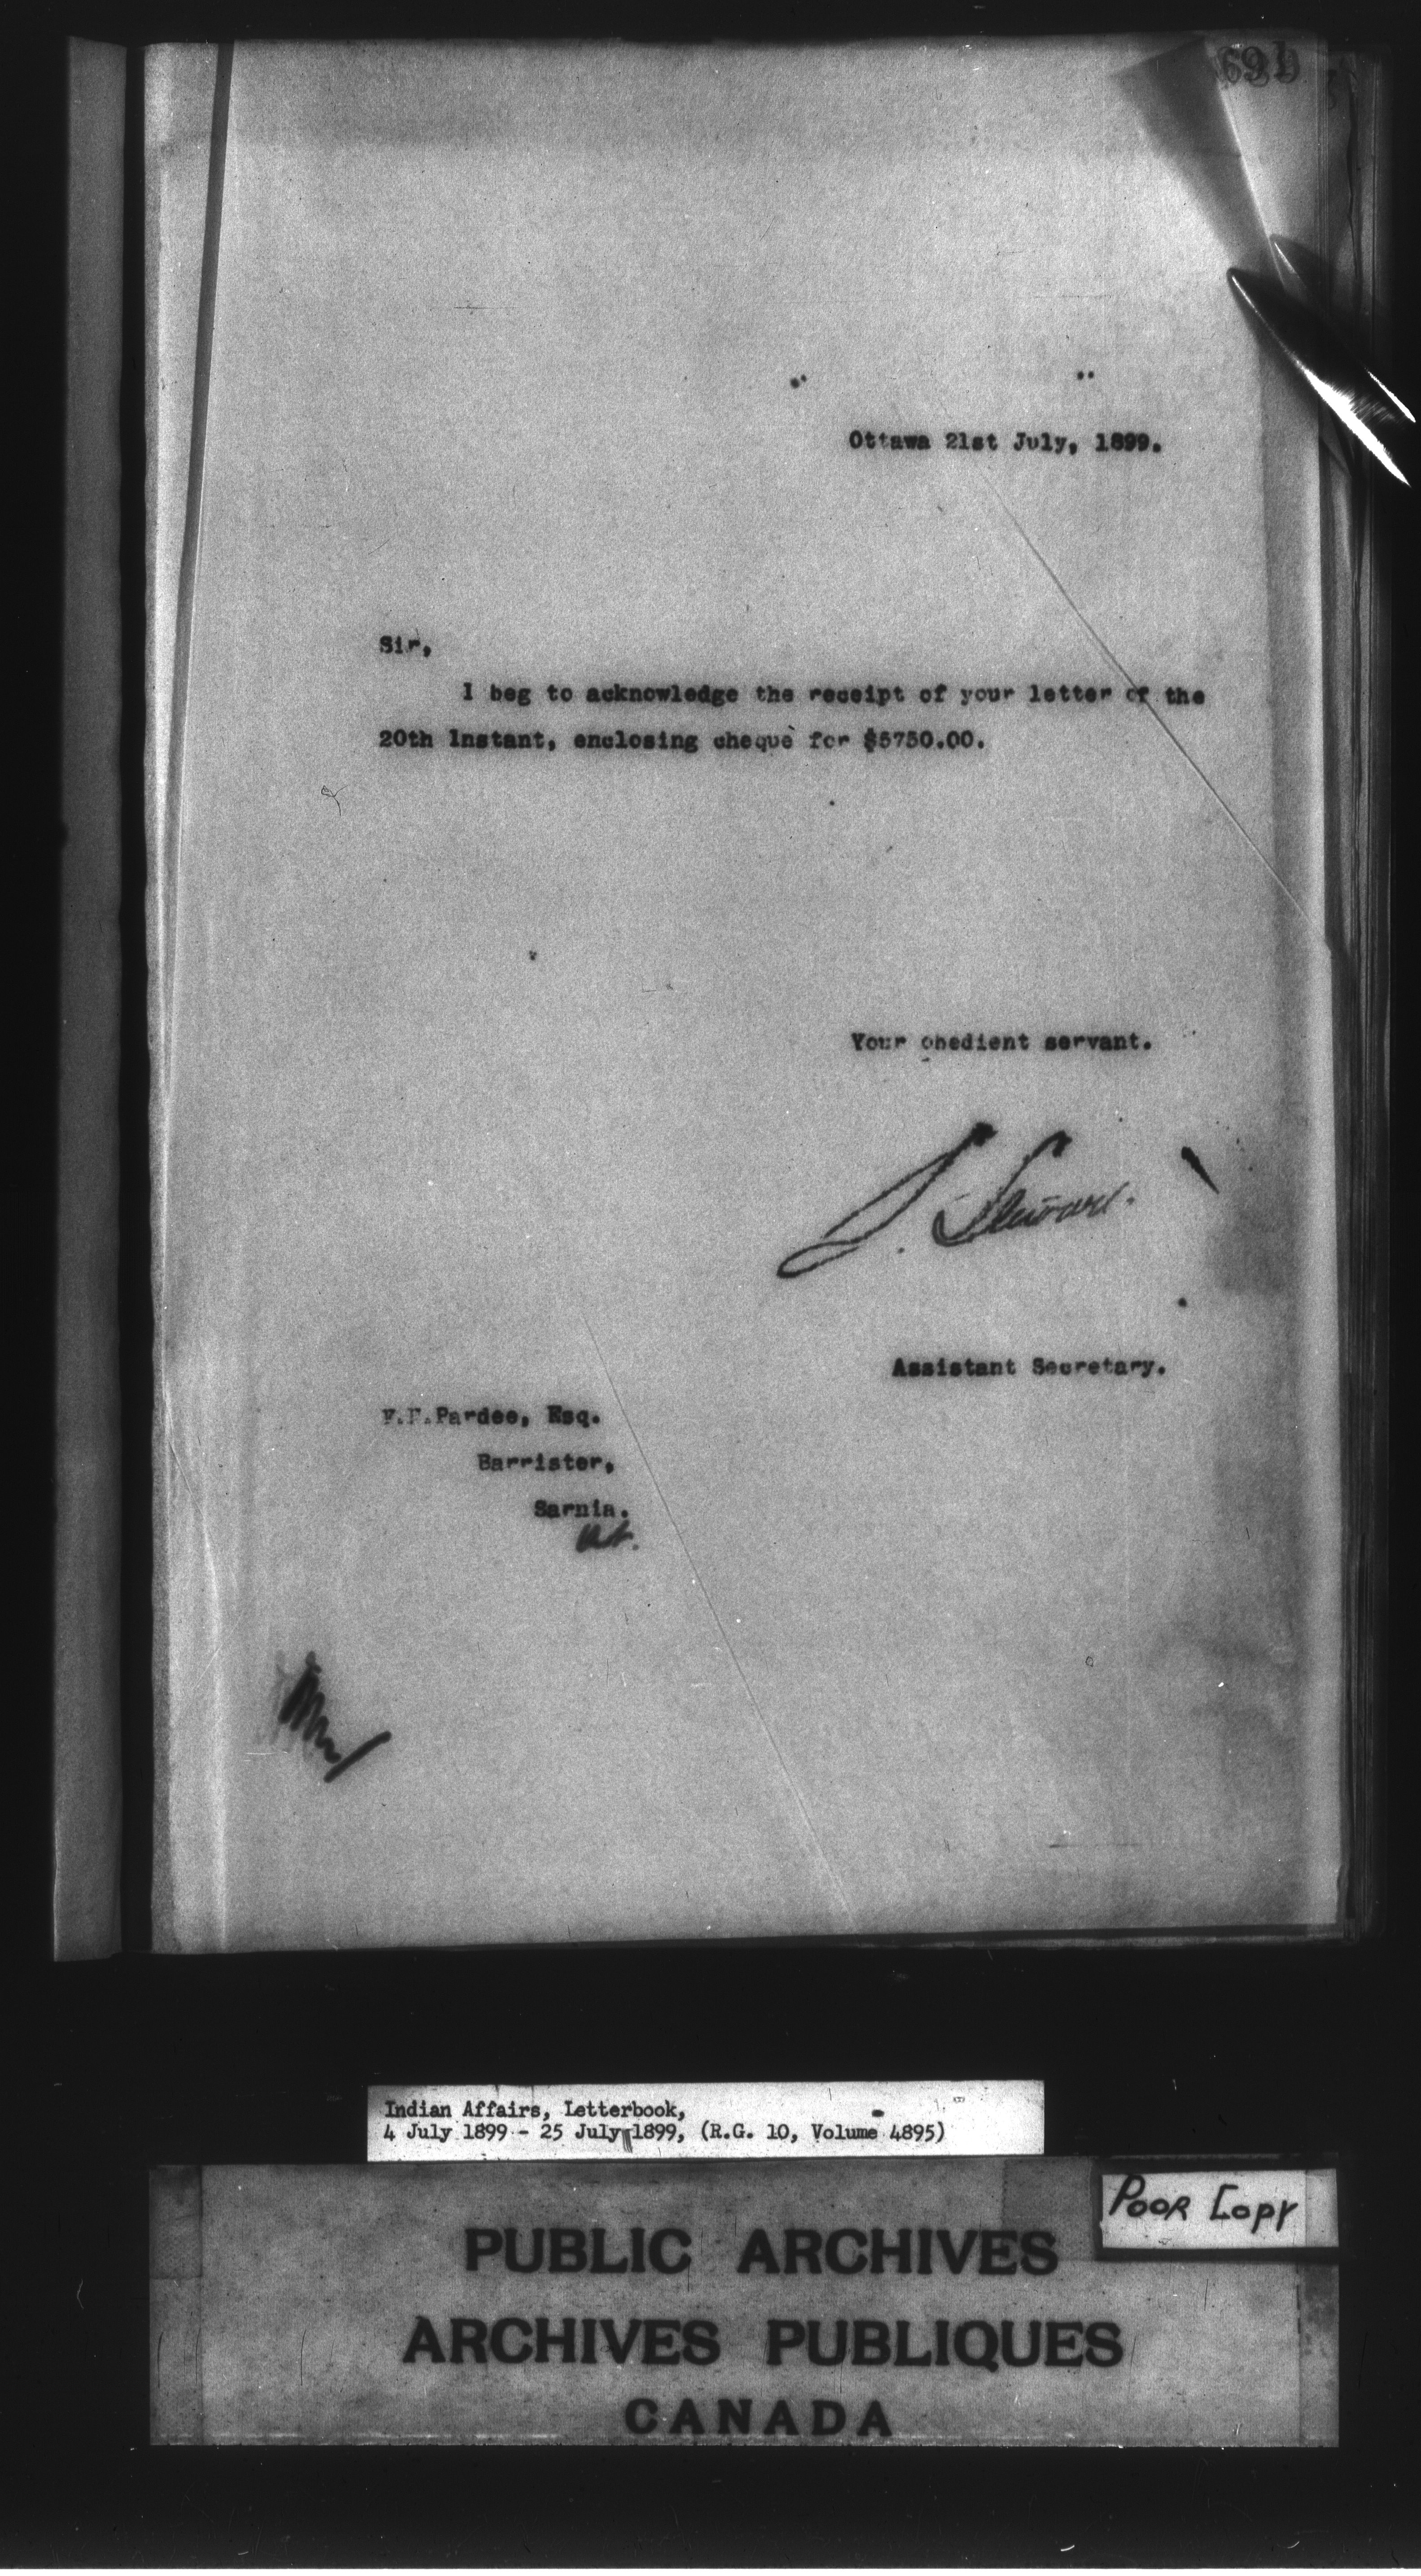 Ottawa 21st July, 1899.
Sir,
I beg to acknowledge the receipt of your letter of the
20th Instant, enclosing cheque for $5750.00.
Your obedient servant.
S. Stewart.
Assistant Secretary.
F.F.Pardee, Esq.
Barrister,
Sarnia.
Indian Affairs, Letterbook,
4 July 1899 - 25 July 1899, (R.G. 10, Volume 4895)
POOR COPY
PUBLIC ARCHIVES
ARCHIVES PUBLIQUES
CANADA